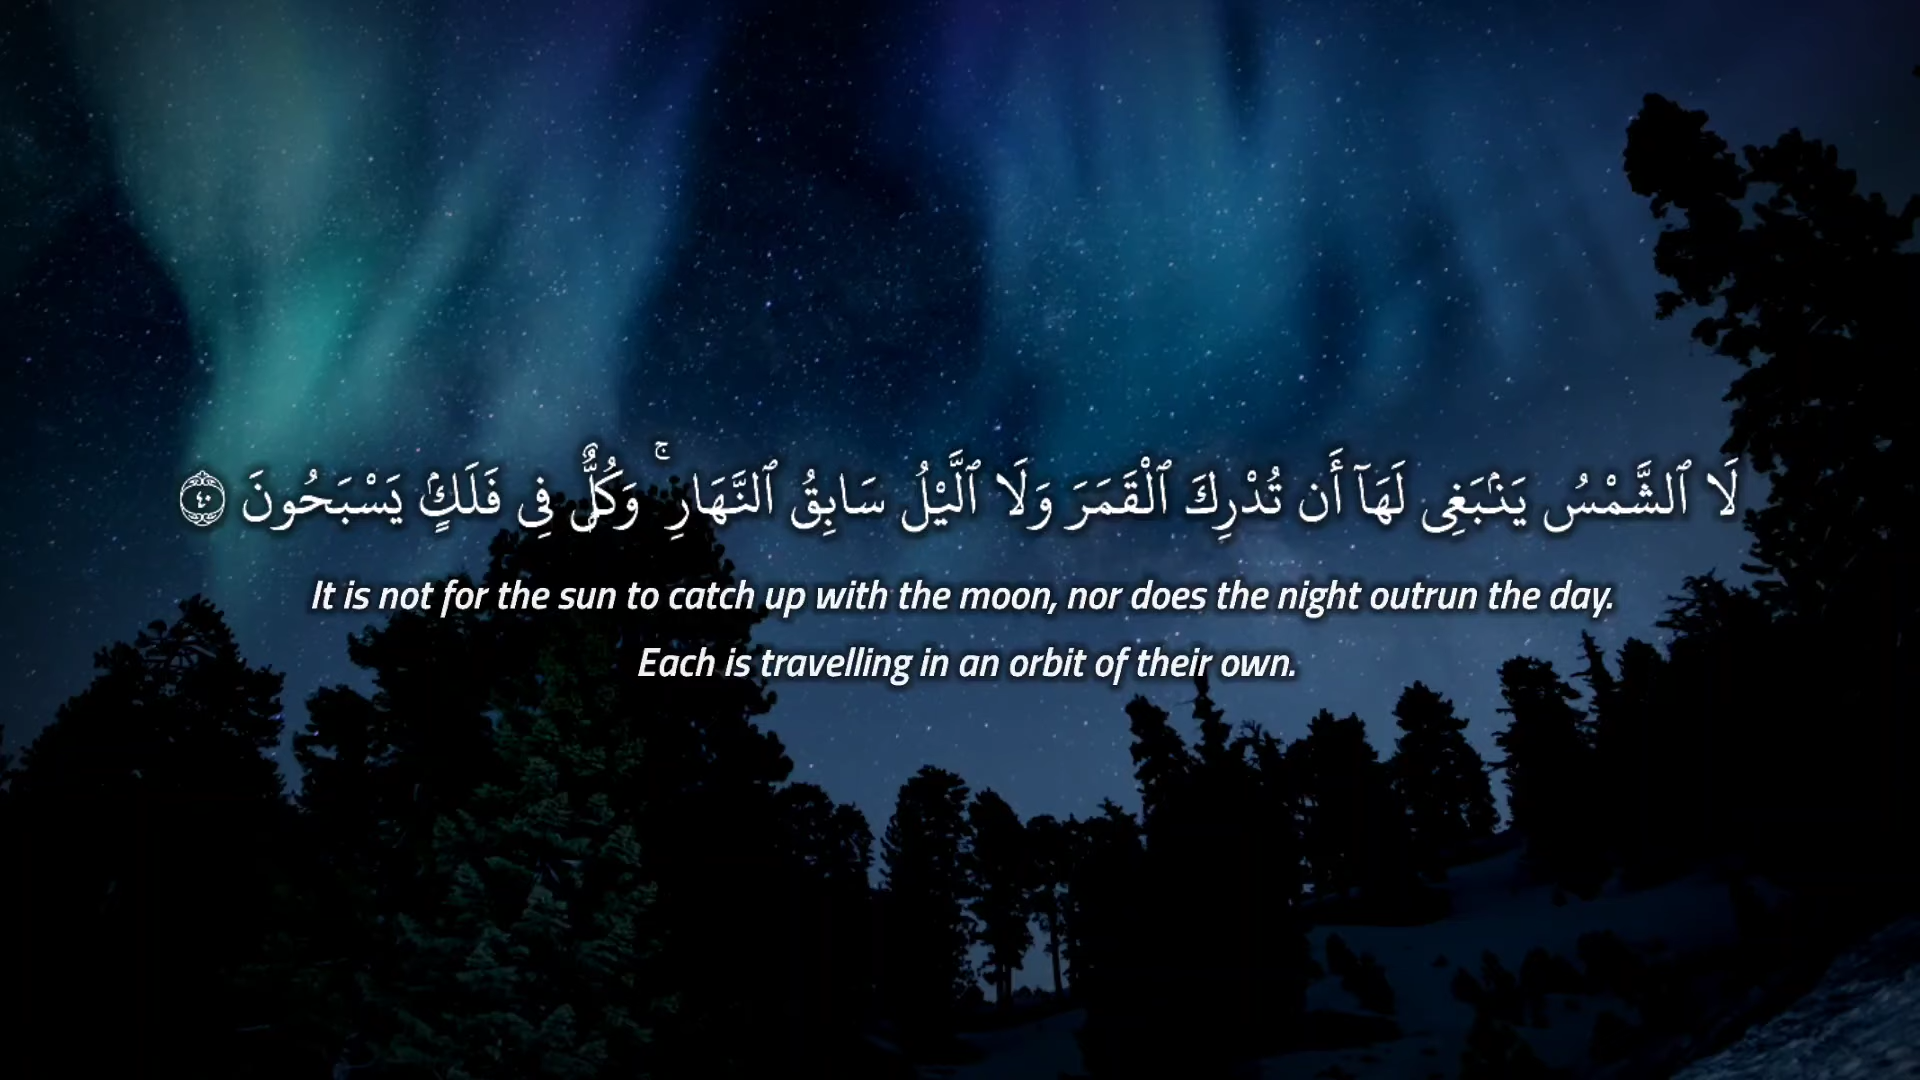 لَا ٱلشَّمْسُ يَنۢبَغِى لَهَآ أَن تُدْرِكَ ٱلْقَمَرَ وَلَا ٱلَّيْلُ سَابِقُ ٱلنَّهَارِ ۚ وَكُلٌّۭ فِى فَلَكٍۢ يَسْبَحُونَ ٤٠
It is not for the sun to catch up with the moon, nor does the night outrun the day.
Each is travelling in an orbit of their own.